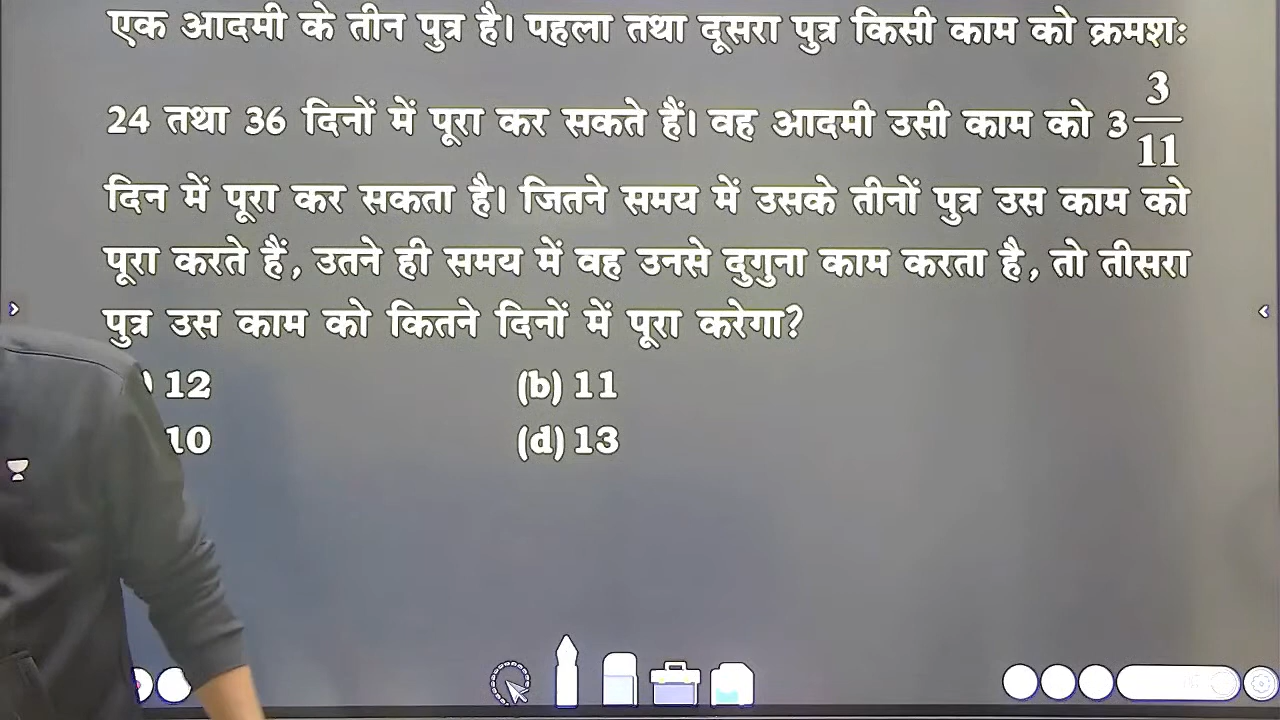 एक आदमी के तीन पुत्र है। पहला तथा दूसरा पुत्र किसी काम को क्रमशः
24 तथा 36 दिनों में पूरा कर सकते हैं। वह आदमी उसी काम को 3 3/11
दिन में पूरा कर सकता है। जितने समय में उसके तीनों पुत्र उस काम को
पूरा करते हैं, उतने ही समय में वह उनसे दुगुना काम करता है, तो तीसरा
पुत्र उस काम को कितने दिनों में पूरा करेगा?
) 12 (b) 11
10 (d) 13